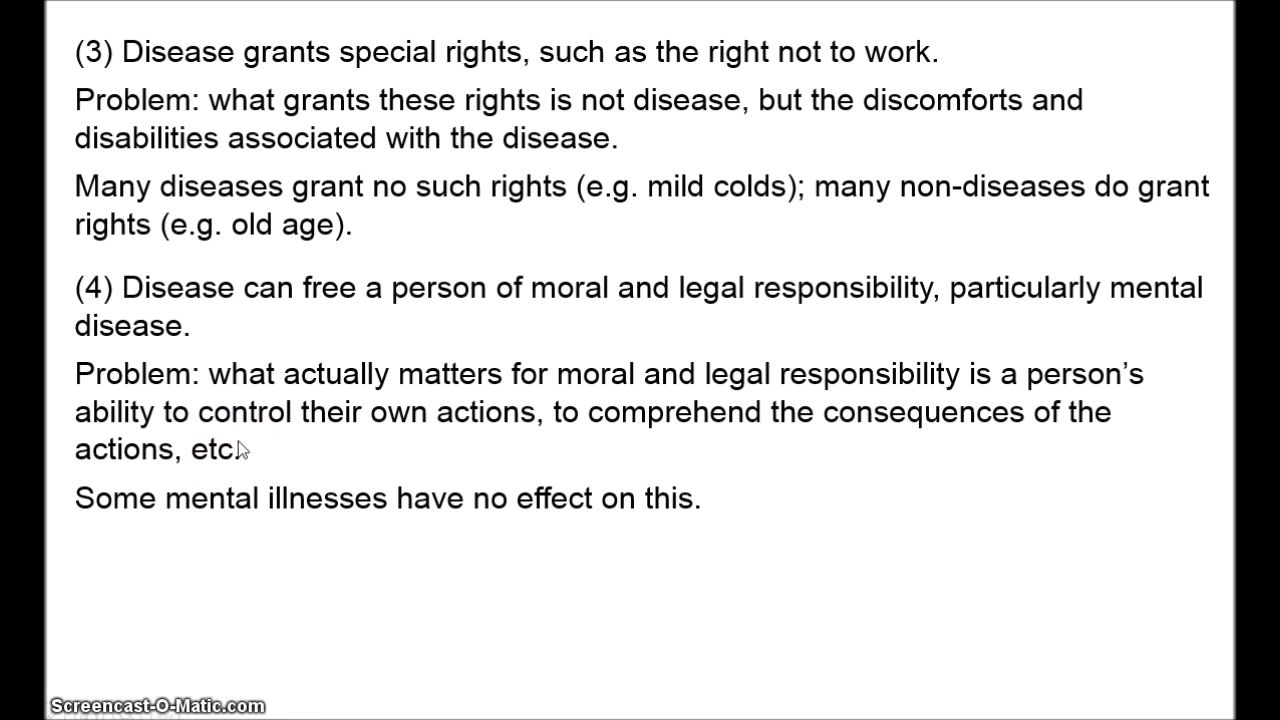 (3) Disease grants special rights, such as the right not to work.
Problem: what grants these rights is not disease, but the discomforts and
disabilities associated with the disease.
Many diseases grant no such rights (e.g. mild colds); many non-diseases do grant
rights (e.g. old age).
(4) Disease can free a person of moral and legal responsibility, particularly mental
disease.
Problem: what actually matters for moral and legal responsibility is a person’s
ability to control their own actions, to comprehend the consequences of the
actions, etc.
Some mental illnesses have no effect on this.
Screencast-O-Matic.com